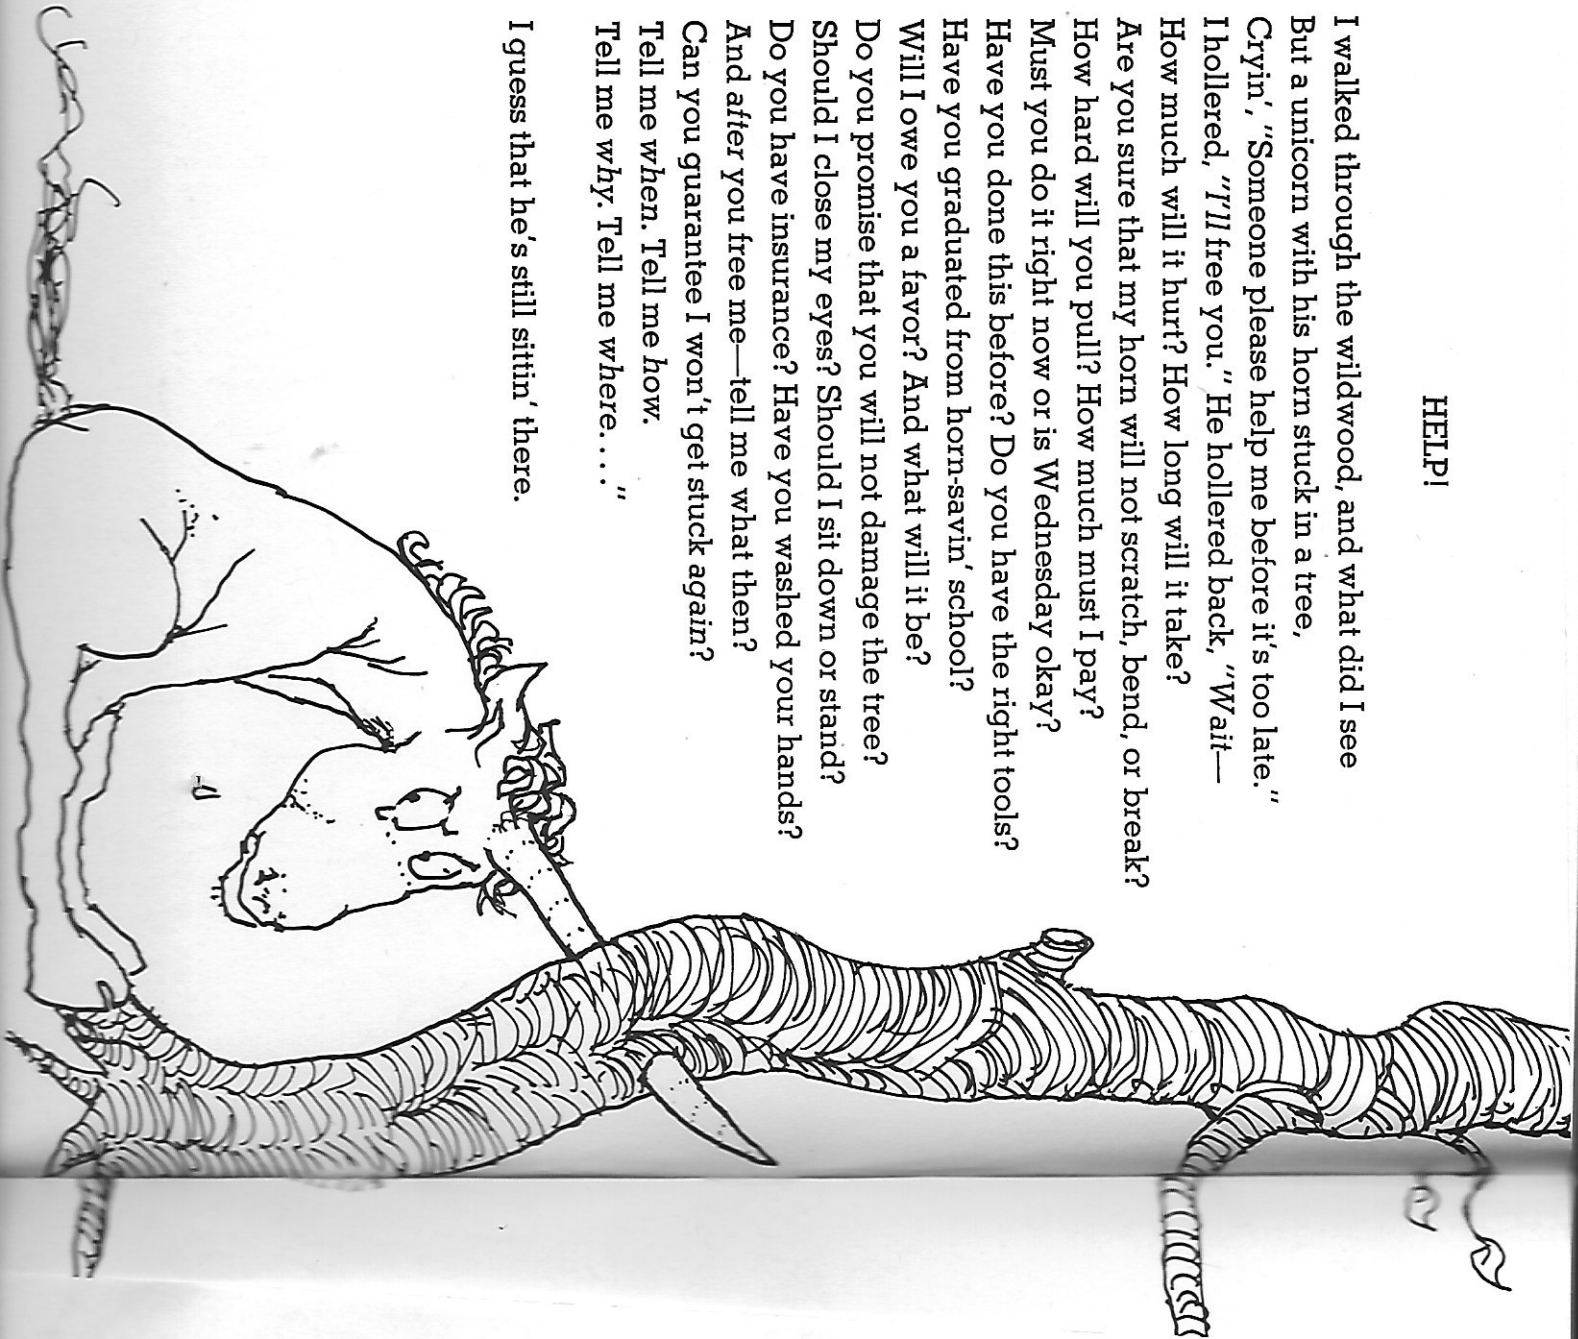 HELP!
I walked through the wildwood, and what did I see
But a unicorn with his horn stuck in a tree,
Cryin', "Someone please help me before it's too late."
I hollered, "I'll free you." He hollered back, "Wait—
How much will it hurt? How long will it take?
Are you sure that my horn will not scratch, bend, or break?
How hard will you pull? How much must I pay?
Must you do it right now or is Wednesday okay?
Have you done this before? Do you have the right tools?
Have you graduated from horn-savin' school?
Will I owe you a favor? And what will it be?
Do you promise that you will not damage the tree?
Should I close my eyes? Should I sit down or stand?
Do you have insurance? Have you washed your hands?
And after you free me—tell me what then?
Can you guarantee I won't get stuck again?
Tell me when. Tell me how.
Tell me why. Tell me where. . . ."
I guess that he's still sittin' there.